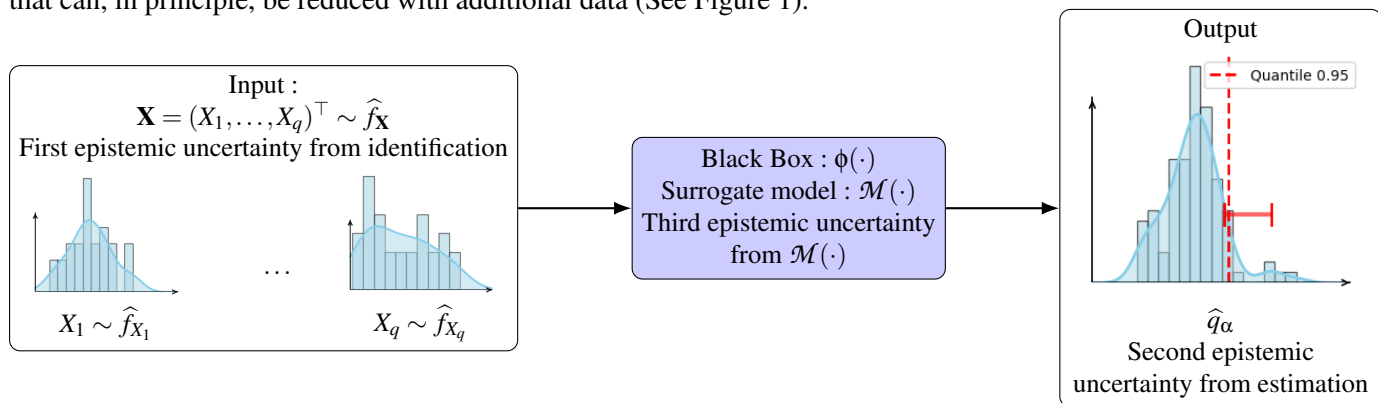 that can, in principle, be reduced with additional data (See Figure 1).
Input :
𝐗 = (X₁,…,X_q)^⊤ ∼ f̂_𝐗
First epistemic uncertainty from identification
…
X₁ ∼ f̂_{X₁}
X_q ∼ f̂_{X_q}
Black Box : ϕ(·)
Surrogate model : ℳ(·)
Third epistemic uncertainty
from ℳ(·)
Output
Quantile 0.95
q̂_α
Second epistemic
uncertainty from estimation